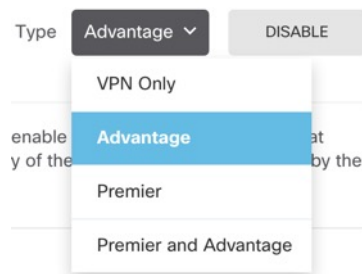 Type Advantage DISABLE
VPN Only
enable Advantage at
y of the by the
Premier
Premier and Advantage